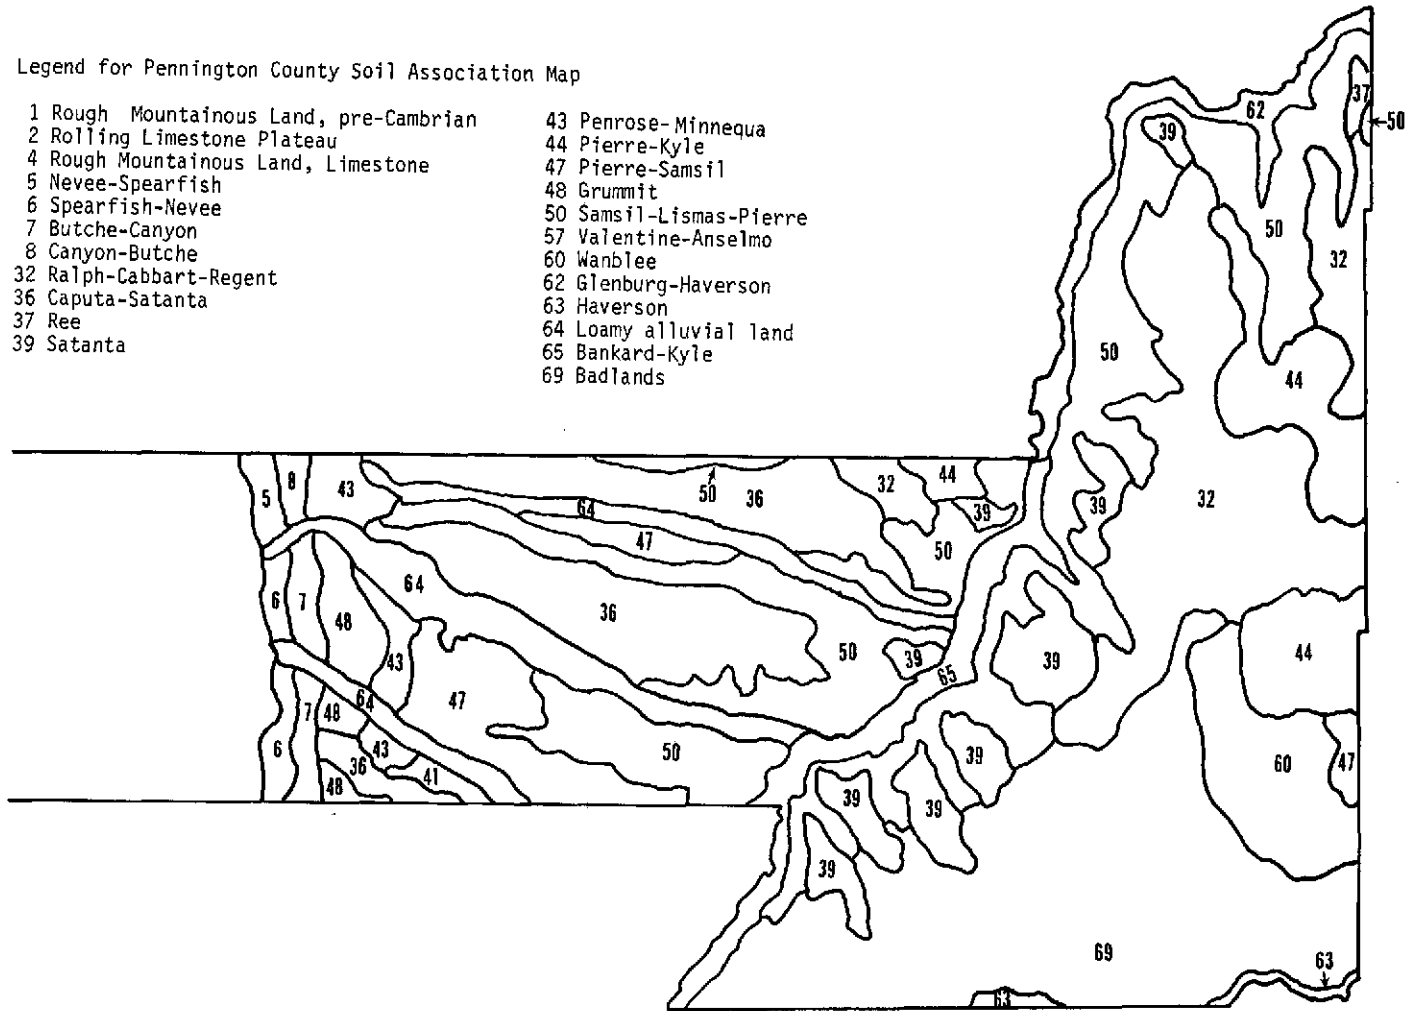 Legend for Pennington County Soil Association Map
1 Rough Mountainous Land, pre-Cambrian
2 Rolling Limestone Plateau
4 Rough Mountainous Land, Limestone
5 Nevee-Spearfish
6 Spearfish-Nevee
7 Butche-Canyon
8 Canyon-Butche
32 Ralph-Cabbart-Regent
36 Caputa-Satanta
37 Ree
39 Satanta
43 Penrose-Minnequa
44 Pierre-Kyle
47 Pierre-Samsil
48 Grummit
50 Samsil-Lismas-Pierre
57 Valentine-Anselmo
60 Wanblee
62 Glenburg-Haverson
63 Haverson
64 Loamy alluvial land
65 Bankard-Kyle
69 Badlands
37
62
50
39
50
32
50
44
8
43
5
50
36
32
44
39
39
32
64
47
50
64
6
7
48
36
43
50
39
65
39
44
64
47
7
48
6
43
36
41
48
50
39
60
47
39
39
39
69
63
63